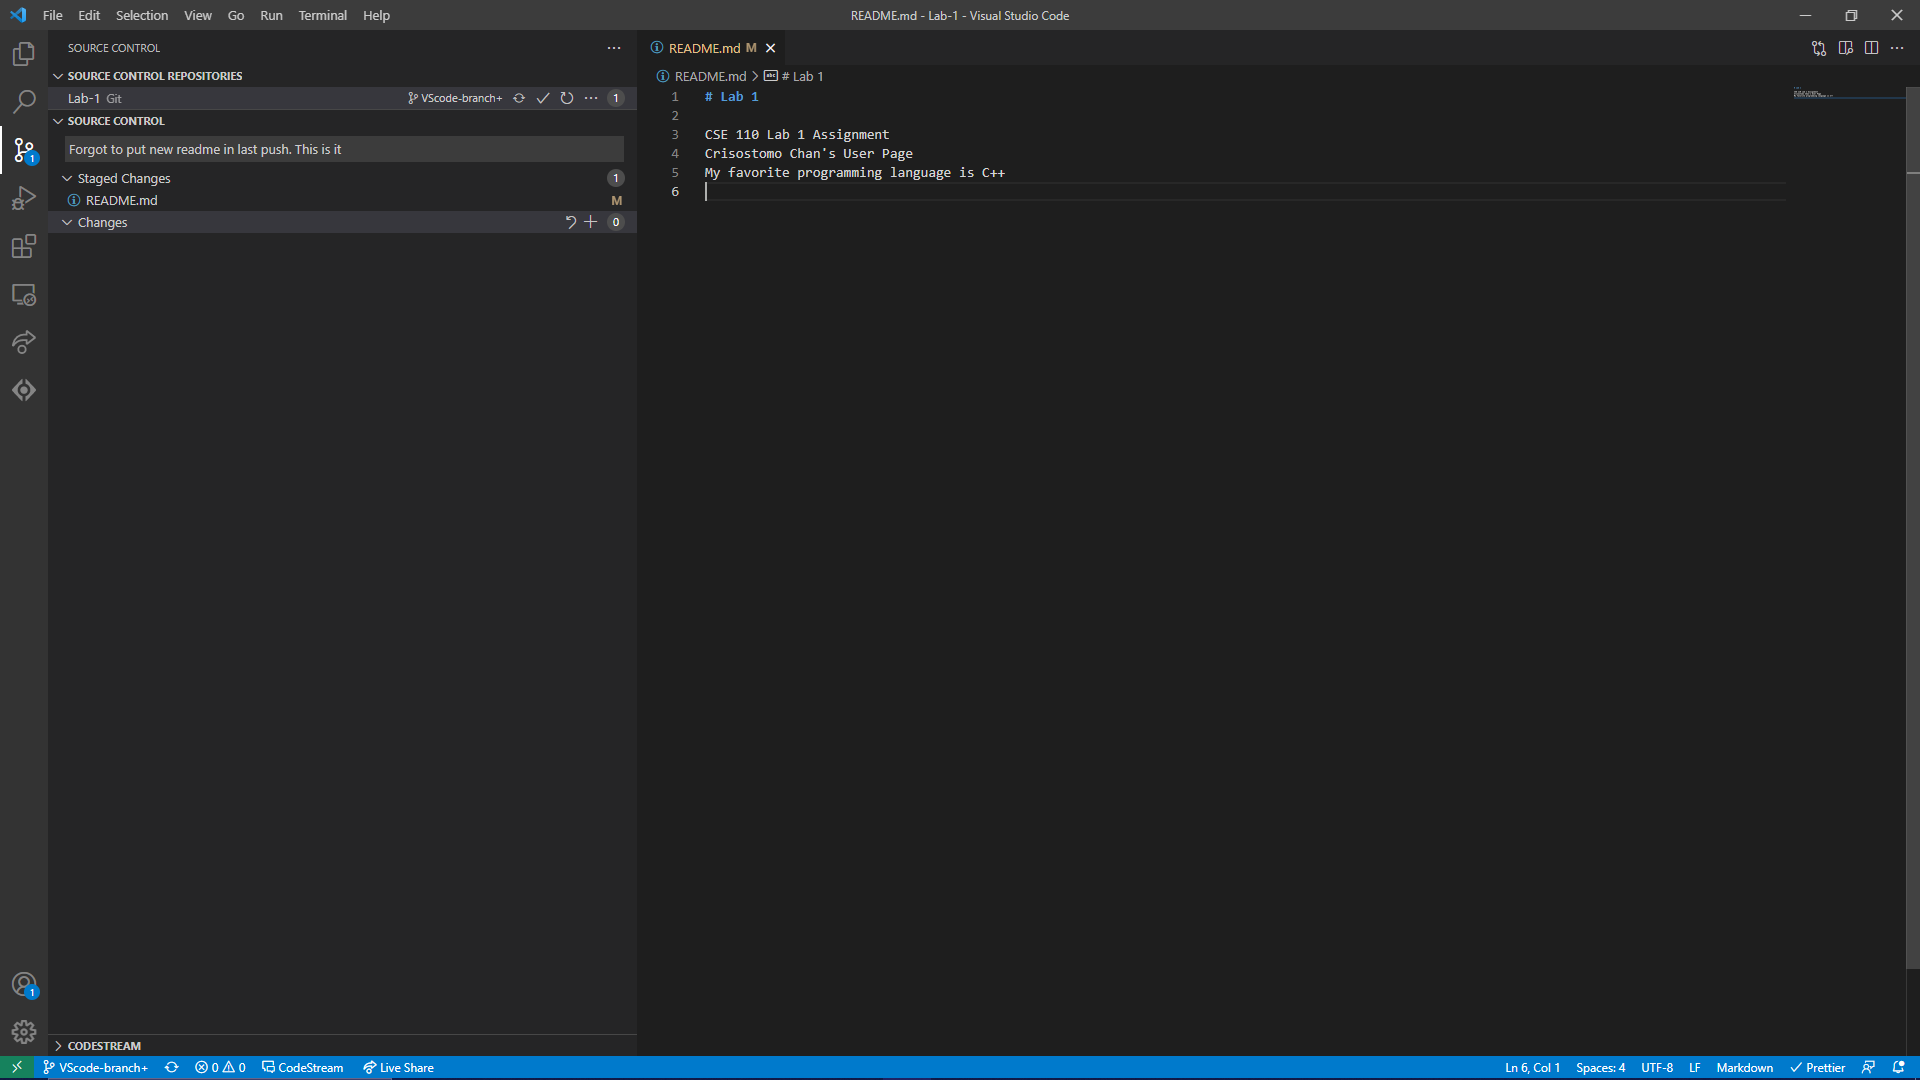 File Edit Selection View Go Run Terminal Help
README.md - Lab-1 - Visual Studio Code
SOURCE CONTROL
SOURCE CONTROL REPOSITORIES
Lab-1 Git VScode-branch+ 1
SOURCE CONTROL
1
Forgot to put new readme in last push. This is it
Staged Changes 1
README.md M
Changes 0
README.md M
README.md > # Lab 1
1 # Lab 1
2
3 CSE 110 Lab 1 Assignment
4 Crisostomo Chan's User Page
5 My favorite programming language is C++
6
1
CODESTREAM
VScode-branch+ 0 0 CodeStream Live Share
Ln 6, Col 1 Spaces: 4 UTF-8 LF Markdown Prettier